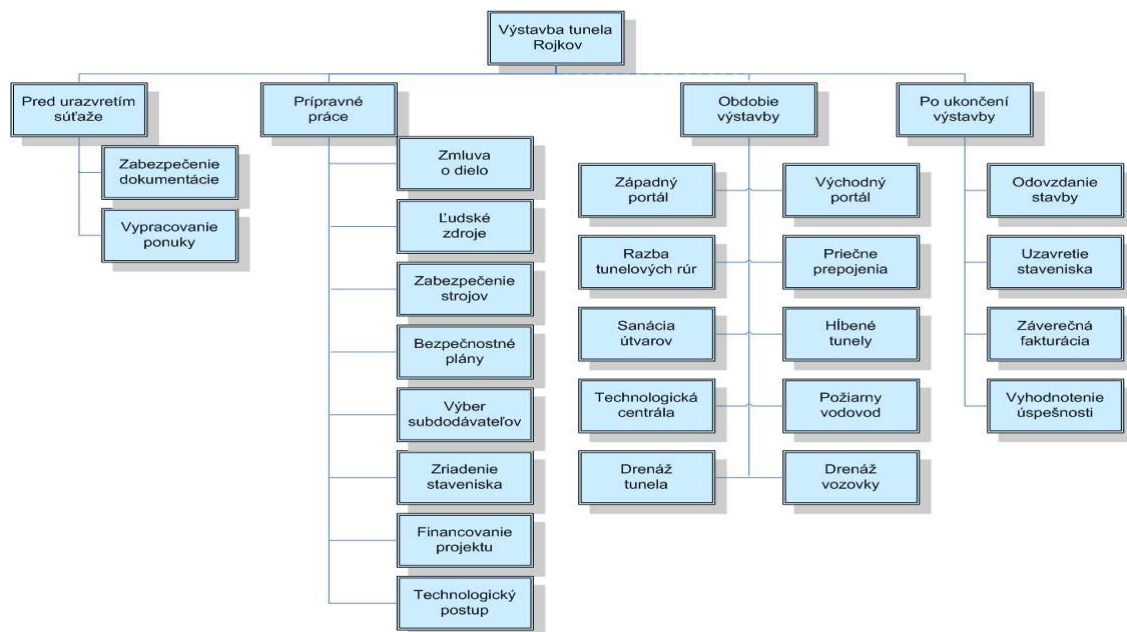 Výstavba tunela
Rojkov
Pred urazvretím
súťaže
Zabezpečenie
dokumentácie
Vypracovanie
ponuky
Prípravné
práce
Zmluva
o dielo
Ľudské
zdroje
Zabezpečenie
strojov
Bezpečnostné
plány
Výber
subdodávateľov
Zriadenie
staveniska
Financovanie
projektu
Technologický
postup
Obdobie
výstavby
Západný
portál
Východný
portál
Razba
tunelových rúr
Priečne
prepojenia
Sanácia
útvarov
Hĺbené
tunely
Technologická
centrála
Požiarny
vodovod
Drenáž
tunela
Drenáž
vozovky
Po ukončení
výstavby
Odovzdanie
stavby
Uzavretie
staveniska
Záverečná
fakturácia
Vyhodnotenie
úspešnosti